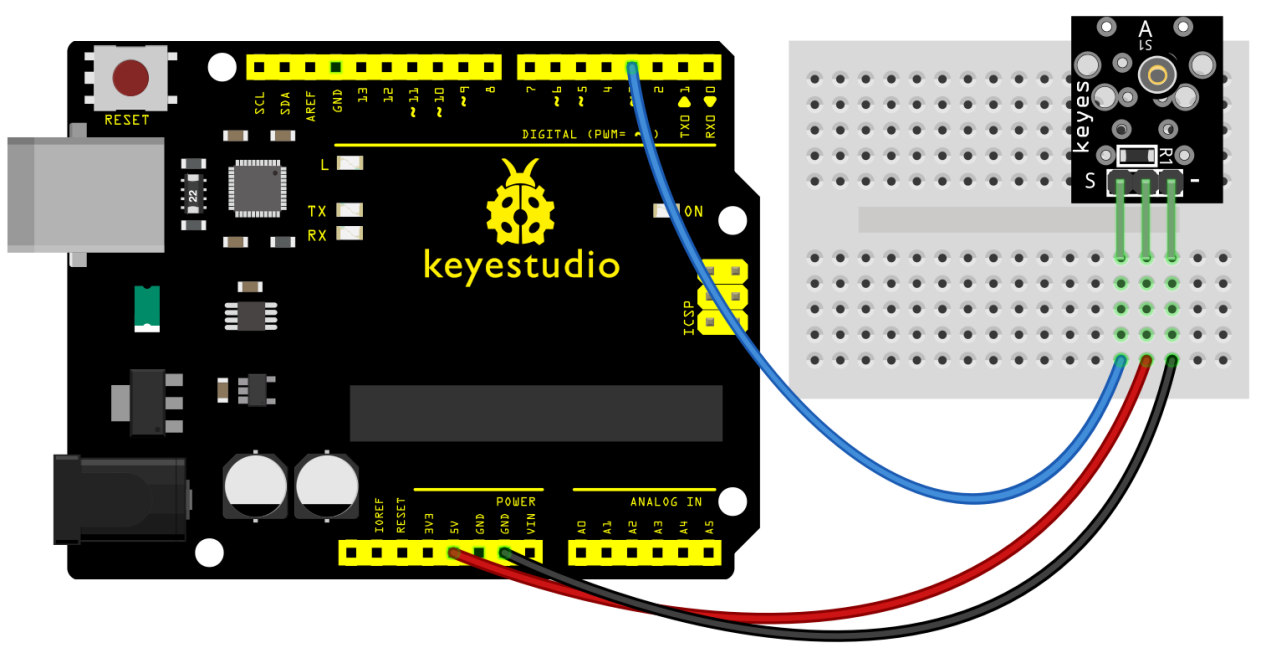 RESET
SCL
SDA
AREF
GND
13
12
~11
~10
~9
8
7
~6
~5
4
2
TX0 1
RX0 0
DIGITAL (PWM= ~ )
L
TX
RX
22
ON
keyestudio
ICSP
POWER
ANALOG IN
IOREF
RESET
3V3
5V
GND
GND
VIN
A0
A1
A2
A3
A4
A5
A
S1
keyes
R1
S
-